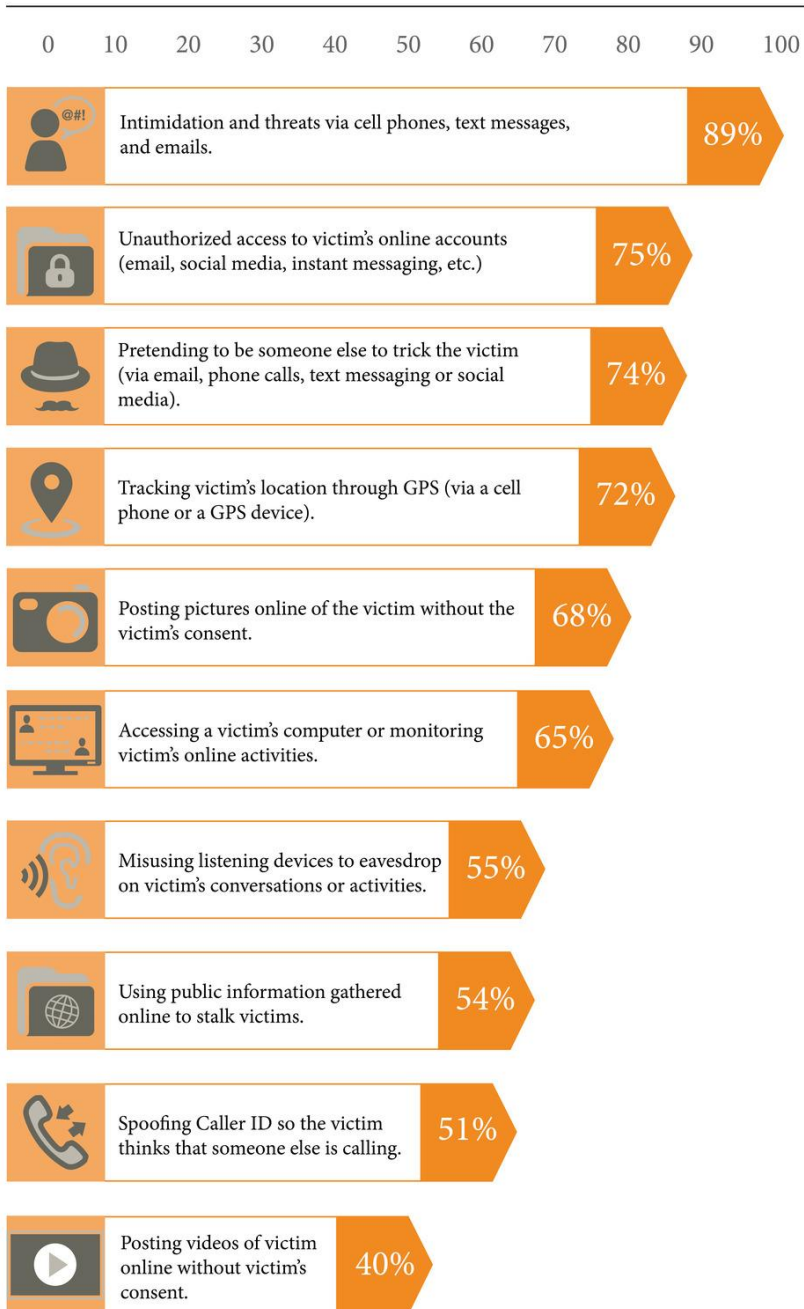 0 10 20 30 40 50 60 70 80 90 100
@#!
Intimidation and threats via cell phones, text messages,
and emails.
89%
Unauthorized access to victim's online accounts
(email, social media, instant messaging, etc.)
75%
Pretending to be someone else to trick the victim
(via email, phone calls, text messaging or social
media).
74%
Tracking victim's location through GPS (via a cell
phone or a GPS device).
72%
Posting pictures online of the victim without the
victim's consent.
68%
Accessing a victim's computer or monitoring
victim's online activities.
65%
Misusing listening devices to eavesdrop
on victim's conversations or activities.
55%
Using public information gathered
online to stalk victims.
54%
Spoofing Caller ID so the victim
thinks that someone else is calling.
51%
Posting videos of victim
online without victim's
consent.
40%